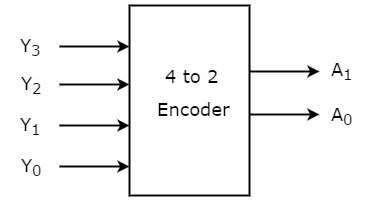 Y₃
Y₂
Y₁
Y₀
4 to 2
Encoder
A₁
A₀